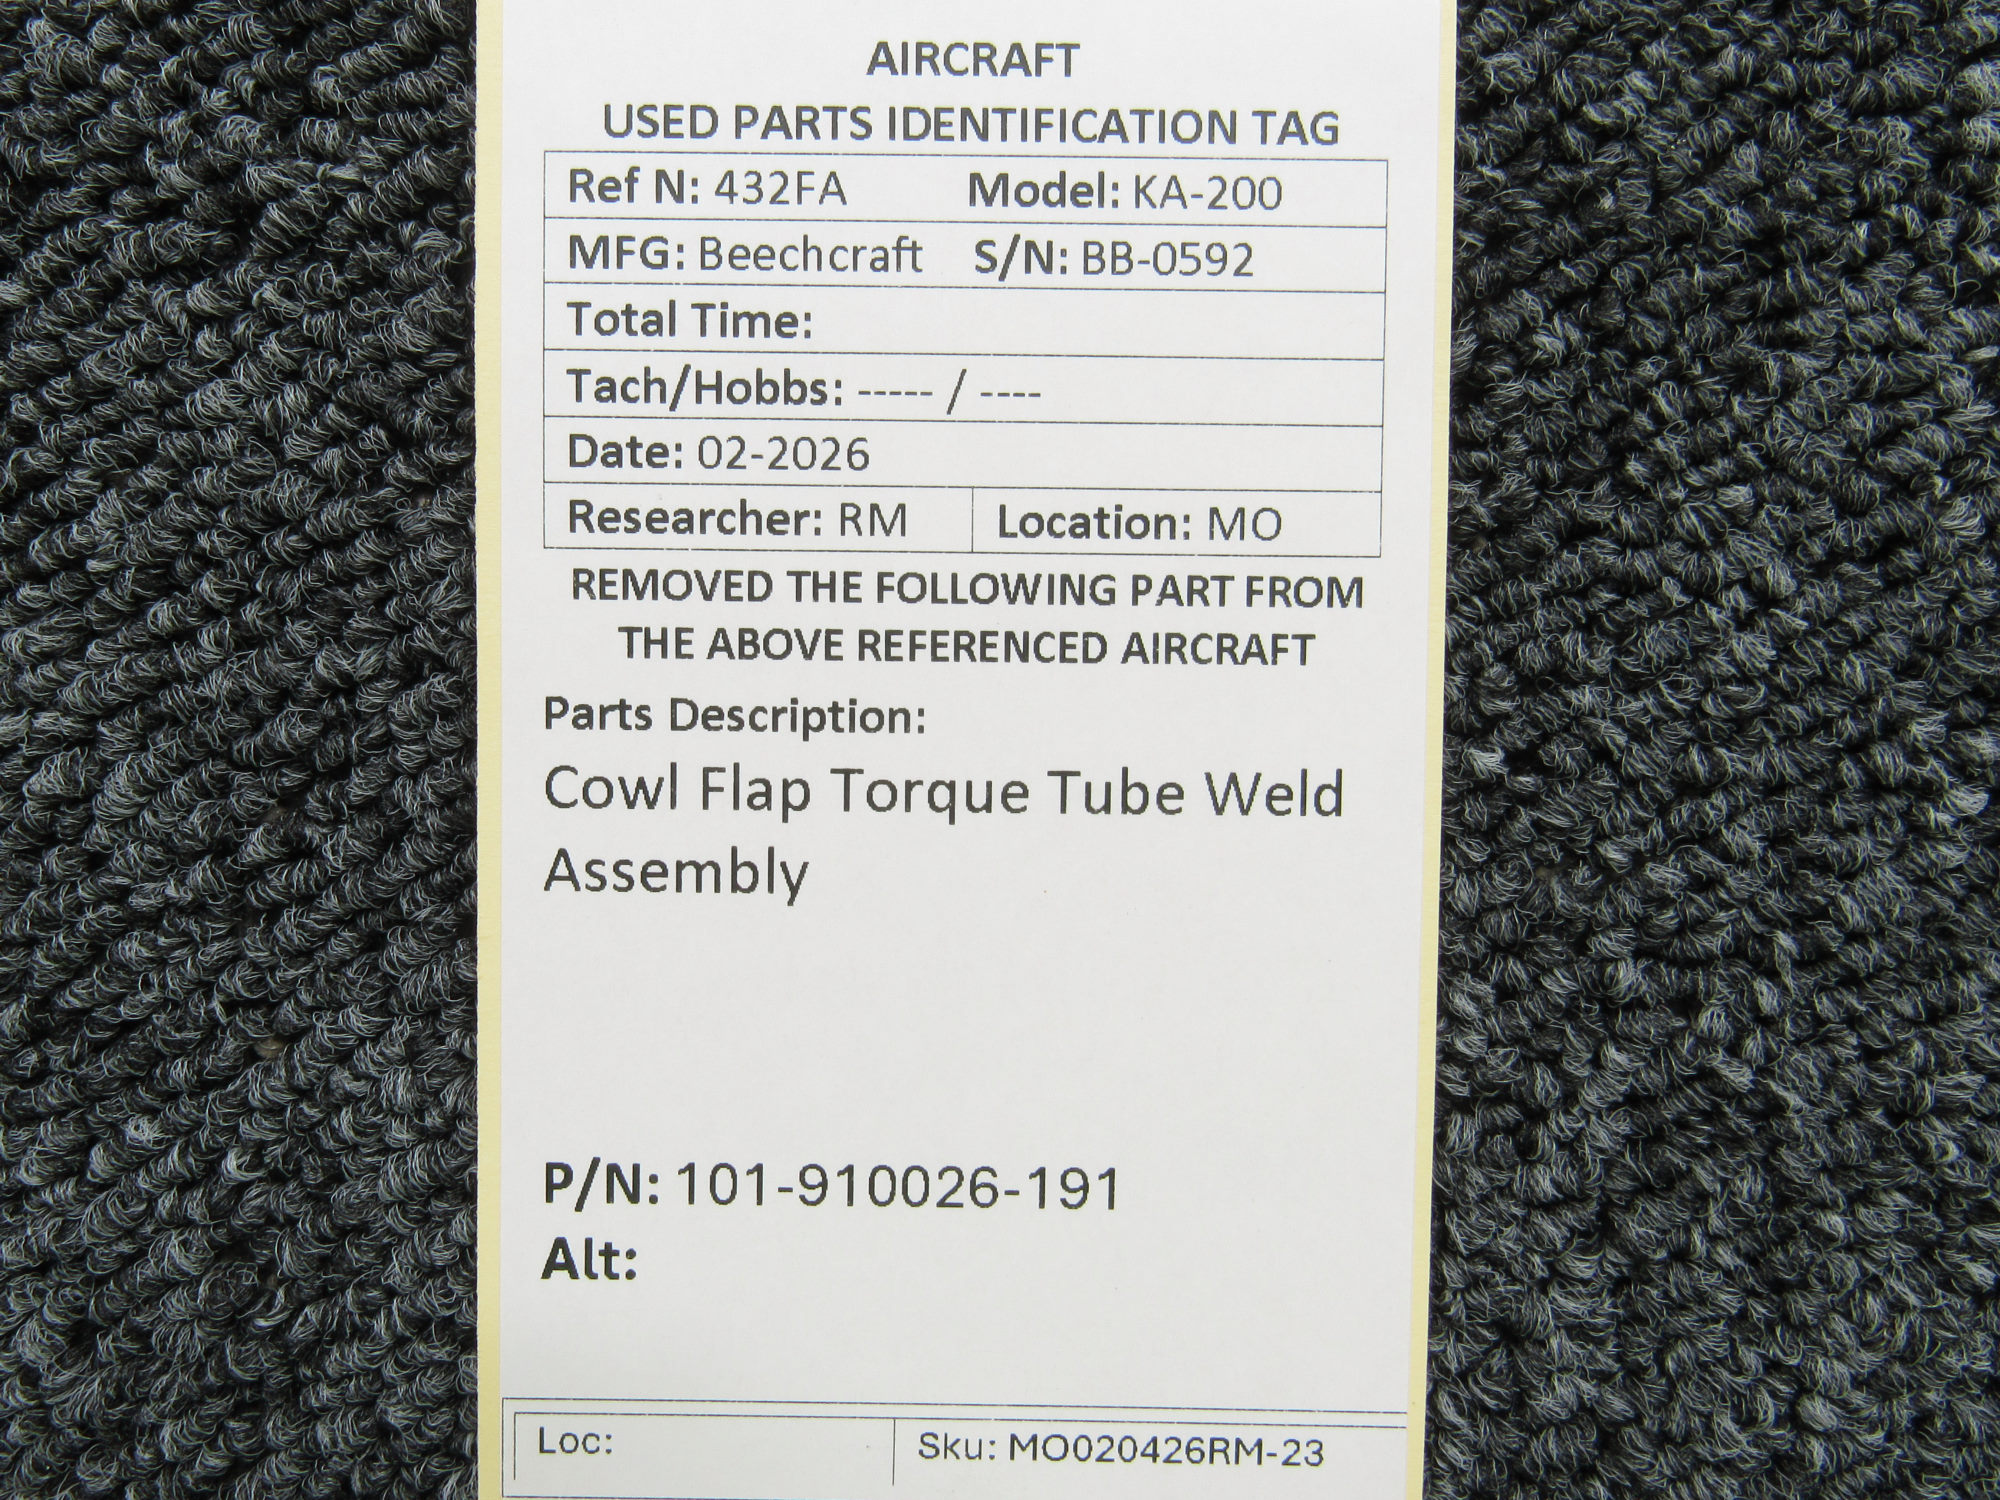 AIRCRAFT
USED PARTS IDENTIFICATION TAG
Ref N: 432FA Model: KA-200
MFG: Beechcraft S/N: BB-0592
Total Time:
Tach/Hobbs: ----- / ----
Date: 02-2026
Researcher: RM Location: MO
REMOVED THE FOLLOWING PART FROM
THE ABOVE REFERENCED AIRCRAFT
Parts Description:
Cowl Flap Torque Tube Weld
Assembly
P/N: 101-910026-191
Alt:
Loc: Sku: MO020426RM-23